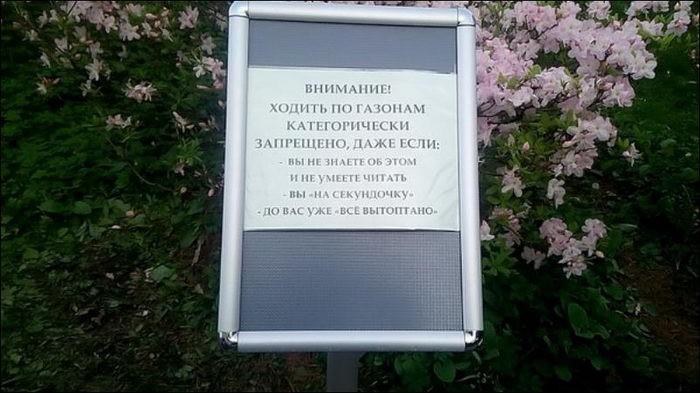 ВНИМАНИЕ!
ХОДИТЬ ПО ГАЗОНАМ
КАТЕГОРИЧЕСКИ
ЗАПРЕЩЕНО, ДАЖЕ ЕСЛИ:
- ВЫ НЕ ЗНАЕТЕ ОБ ЭТОМ
И НЕ УМЕЕТЕ ЧИТАТЬ
- ВЫ «НА СЕКУНДОЧКУ»
- ДО ВАС УЖЕ «ВСЁ ВЫТОПТАНО»